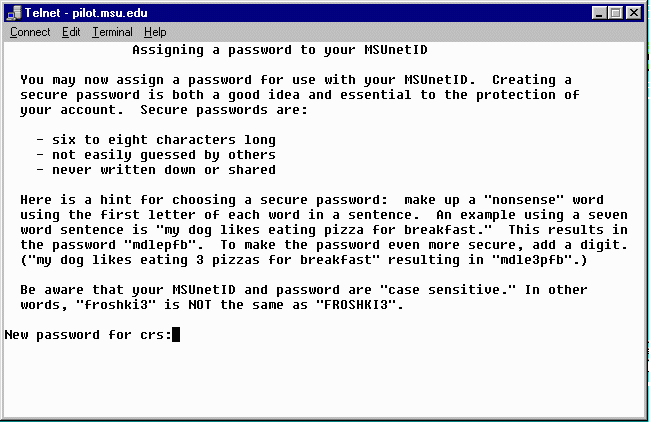 Telnet - pilot.msu.edu
Connect Edit Terminal Help
Assigning a password to your MSUnetID
You may now assign a password for use with your MSUnetID. Creating a
secure password is both a good idea and essential to the protection of
your account. Secure passwords are:
- six to eight characters long
- not easily guessed by others
- never written down or shared
Here is a hint for choosing a secure password: make up a "nonsense" word
using the first letter of each word in a sentence. An example using a seven
word sentence is "my dog likes eating pizza for breakfast." This results in
the password "mdlepfb". To make the password even more secure, add a digit.
("my dog likes eating 3 pizzas for breakfast" resulting in "mdle3pfb".)
Be aware that your MSUnetID and password are "case sensitive." In other
words, "froshki3" is NOT the same as "FROSHKI3".
New password for crs: